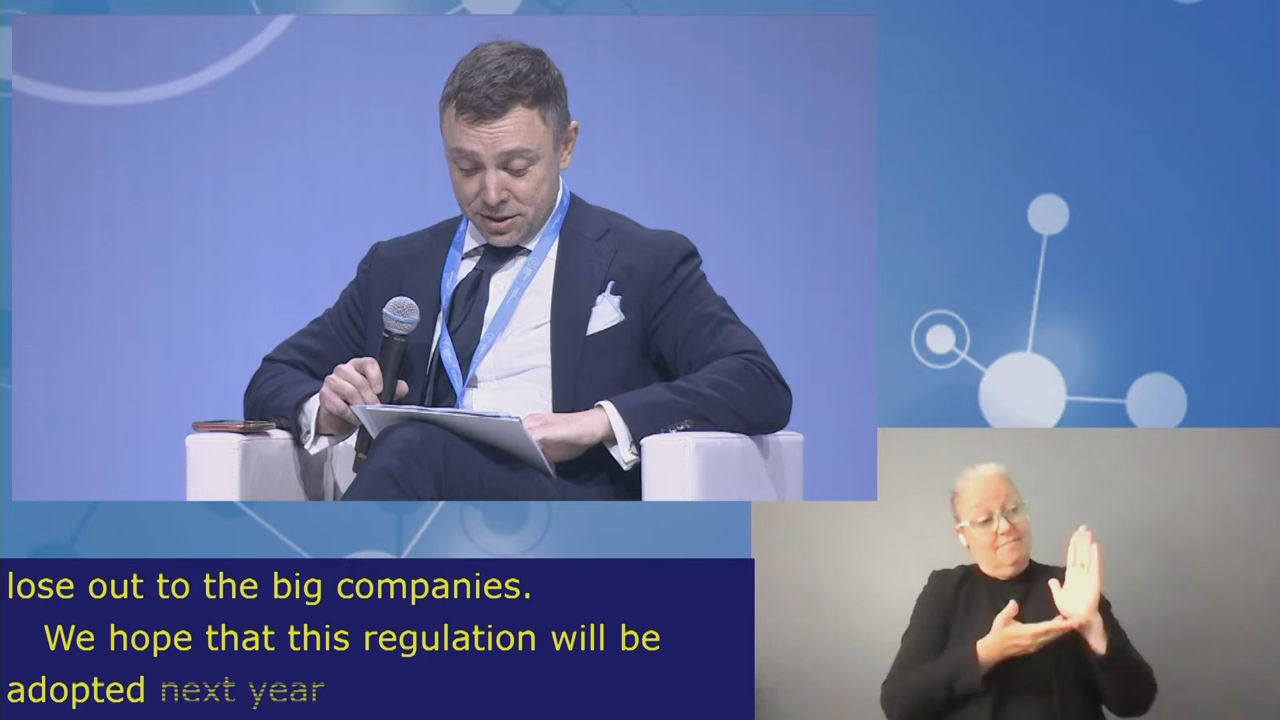 lose out to the big companies.
We hope that this regulation will be
adopted next year